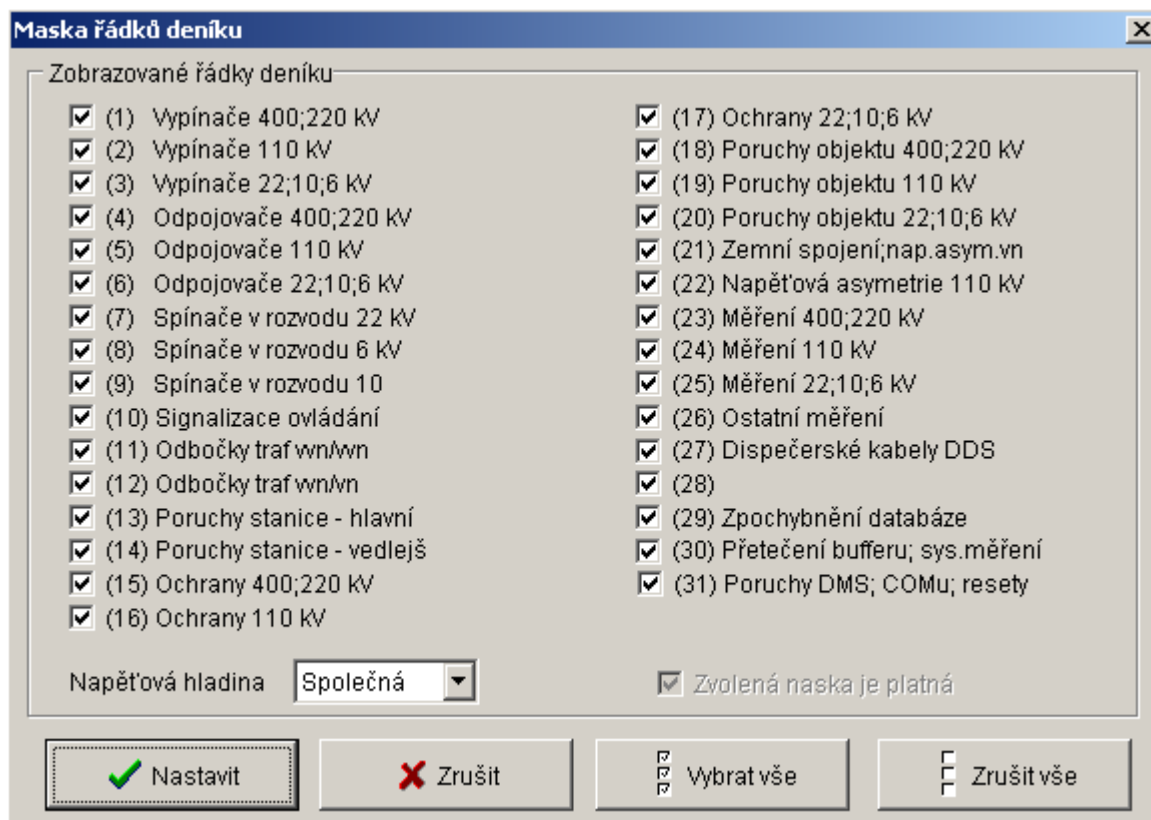 Maska řádků deníku
Zobrazované řádky deníku
(1) Vypínače 400;220 kV
(2) Vypínače 110 kV
(3) Vypínače 22;10;6 kV
(4) Odpojovače 400;220 kV
(5) Odpojovače 110 kV
(6) Odpojovače 22;10;6 kV
(7) Spínače v rozvodu 22 kV
(8) Spínače v rozvodu 6 kV
(9) Spínače v rozvodu 10
(10) Signalizace ovládání
(11) Odbočky traf vvn/vvn
(12) Odbočky traf vvn/vn
(13) Poruchy stanice - hlavní
(14) Poruchy stanice - vedlejš
(15) Ochrany 400;220 kV
(16) Ochrany 110 kV
(17) Ochrany 22;10;6 kV
(18) Poruchy objektu 400;220 kV
(19) Poruchy objektu 110 kV
(20) Poruchy objektu 22;10;6 kV
(21) Zemní spojení;nap.asym.vn
(22) Napěťová asymetrie 110 kV
(23) Měření 400;220 kV
(24) Měření 110 kV
(25) Měření 22;10;6 kV
(26) Ostatní měření
(27) Dispečerské kabely DDS
(28)
(29) Zpochybnění databáze
(30) Přetečení bufferu; sys.měření
(31) Poruchy DMS; COMu; resety
Napěťová hladina Společná
Zvolená naska je platná
Nastavit
Zrušit
Vybrat vše
Zrušit vše